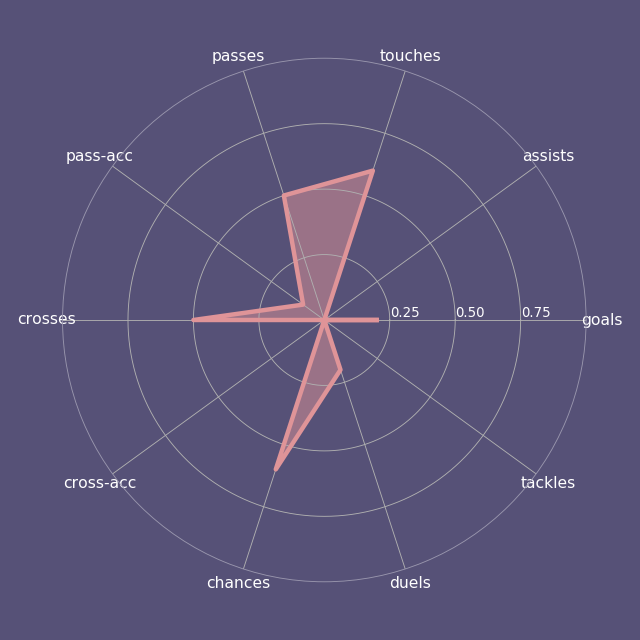 passes
touches
pass-acc
assists
crosses
0.25
0.50
0.75
goals
cross-acc
tackles
chances
duels